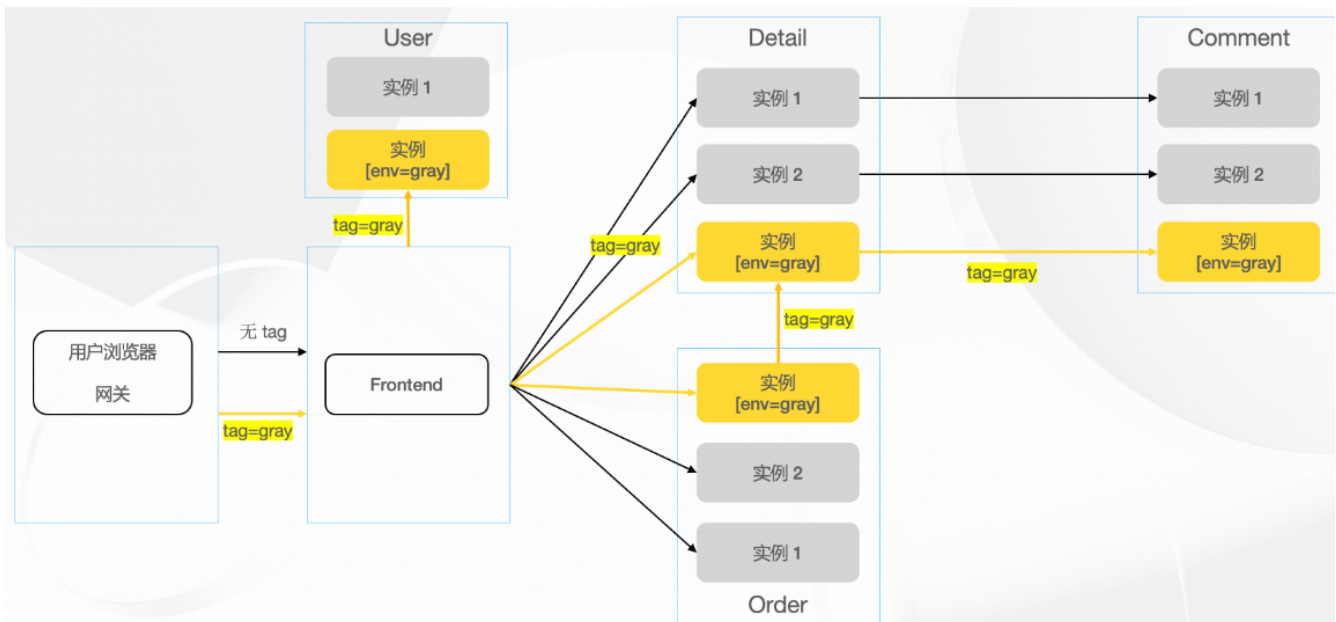 User
实例 1
实例
[env=gray]
tag=gray
用户浏览器
网关
无 tag
tag=gray
Frontend
Detail
实例 1
实例 2
tag=gray
实例
[env=gray]
tag=gray
实例
[env=gray]
实例 2
实例 1
Order
tag=gray
Comment
实例 1
实例 2
实例
[env=gray]